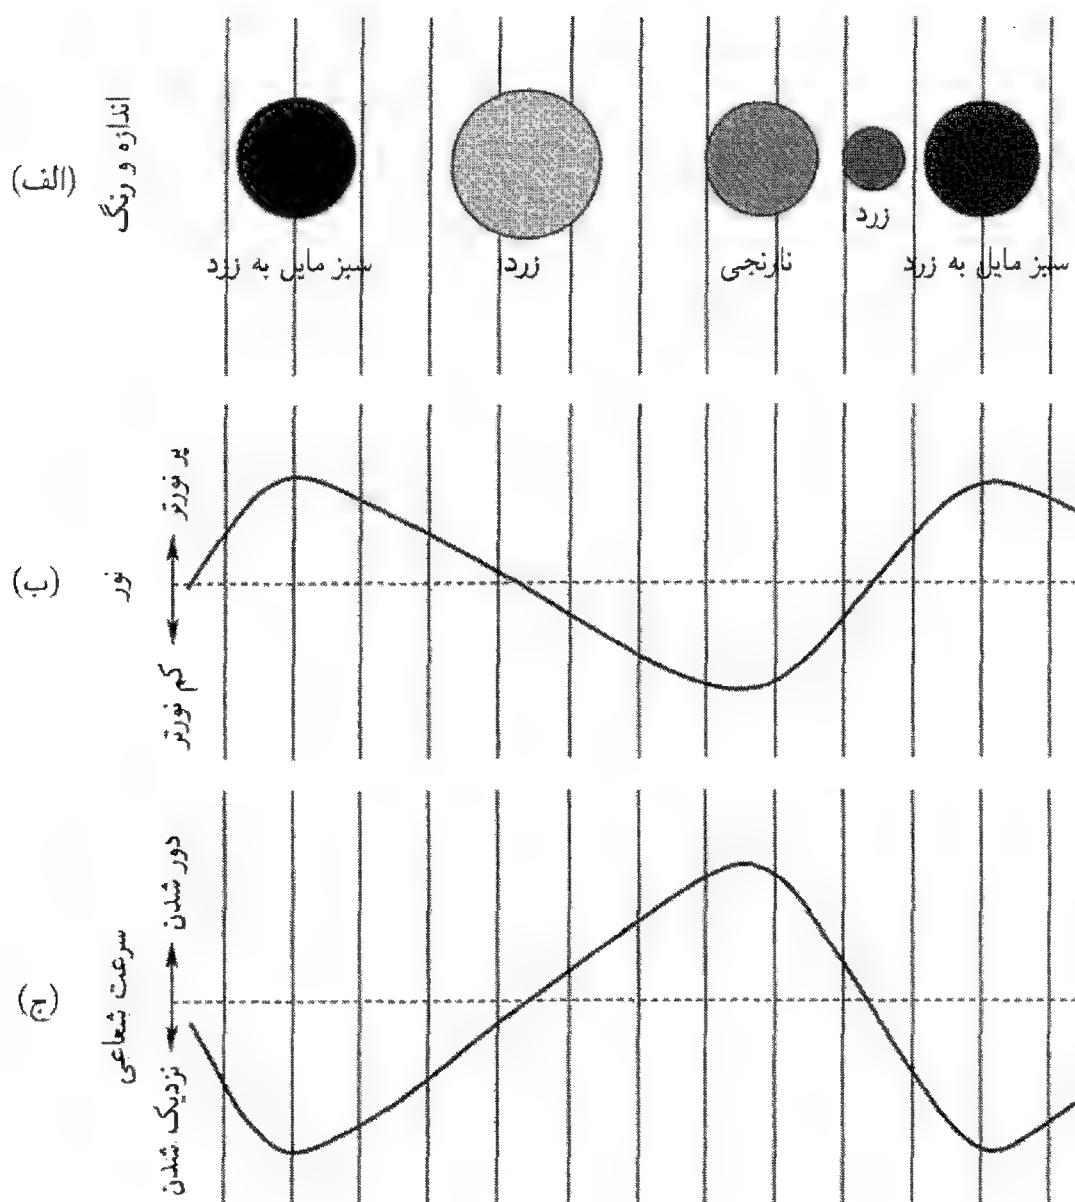 (الف)
اندازه و رنگ
سبز مایل به زرد
زرد
نارنجی
زرد
سبز مایل به زرد
(ب)
نور
پر نورتر
کم نورتر
(ج)
سرعت شعاعی
دور شدن
نزدیک شدن